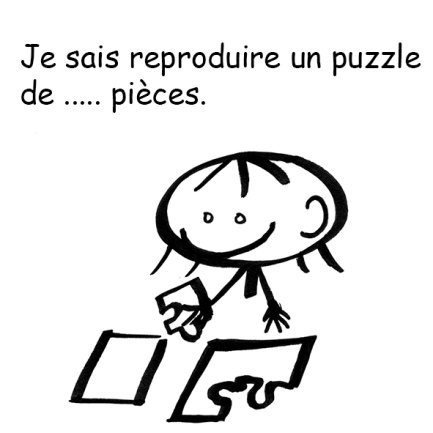 Je sais reproduire un puzzle
de ..... pièces.